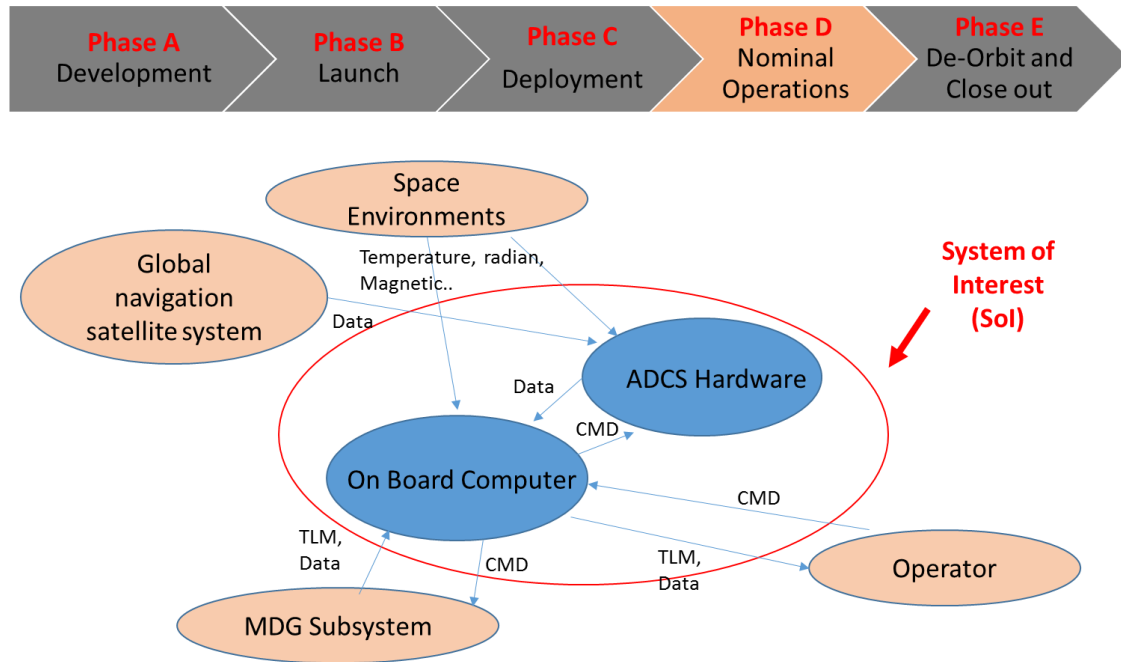 Phase A
Development
Phase B
Launch
Phase C
Deployment
Phase D
Nominal
Operations
Phase E
De-Orbit and
Close out
Space
Environments
Global
navigation
satellite system
Temperature, radian,
Magnetic..
System of
Interest
(SoI)
Data
ADCS Hardware
Data
CMD
On Board Computer
CMD
TLM,
Data
CMD
TLM,
Data
Operator
MDG Subsystem